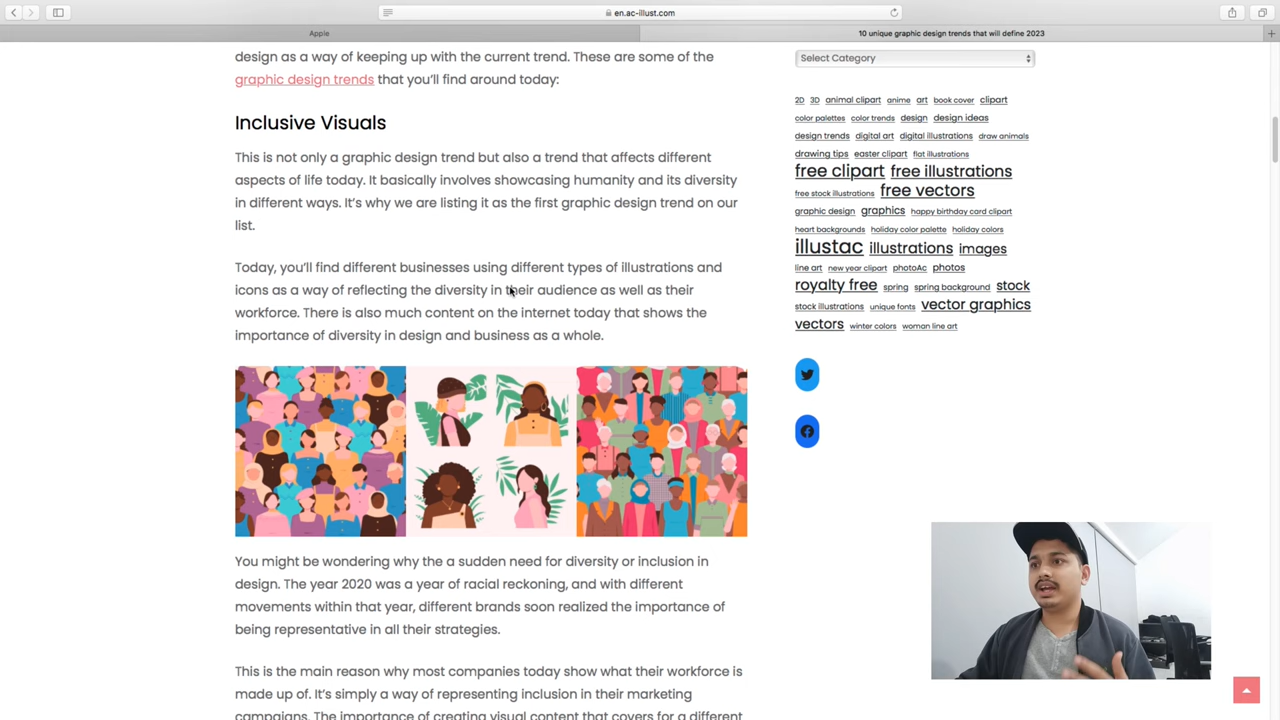 en.ac-illust.com
Apple
10 unique graphic design trends that will define 2023
design as a way of keeping up with the current trend. These are some of the
graphic design trends that you'll find around today:
Inclusive Visuals
This is not only a graphic design trend but also a trend that affects different
aspects of life today. It basically involves showcasing humanity and its diversity
in different ways. It's why we are listing it as the first graphic design trend on our
list.
Today, you'll find different businesses using different types of illustrations and
icons as a way of reflecting the diversity in their audience as well as their
workforce. There is also much content on the internet today that shows the
importance of diversity in design and business as a whole.
You might be wondering why the a sudden need for diversity or inclusion in
design. The year 2020 was a year of racial reckoning, and with different
movements within that year, different brands soon realized the importance of
being representative in all their strategies.
This is the main reason why most companies today show what their workforce is
made up of. It's simply a way of representing inclusion in their marketing
campaigns. The importance of creating visual content that covers for a different
Select Category
2D 3D animal clipart anime art book cover clipart
color palettes color trends design design ideas
design trends digital art digital illustrations draw animals
drawing tips easter clipart flat illustrations
free clipart free illustrations
free stock illustrations free vectors
graphic design graphics happy birthday card clipart
heart backgrounds holiday color palette holiday colors
illustac illustrations images
line art new year clipart photoAc photos
royalty free spring spring background stock
stock illustrations unique fonts vector graphics
vectors winter colors woman line art